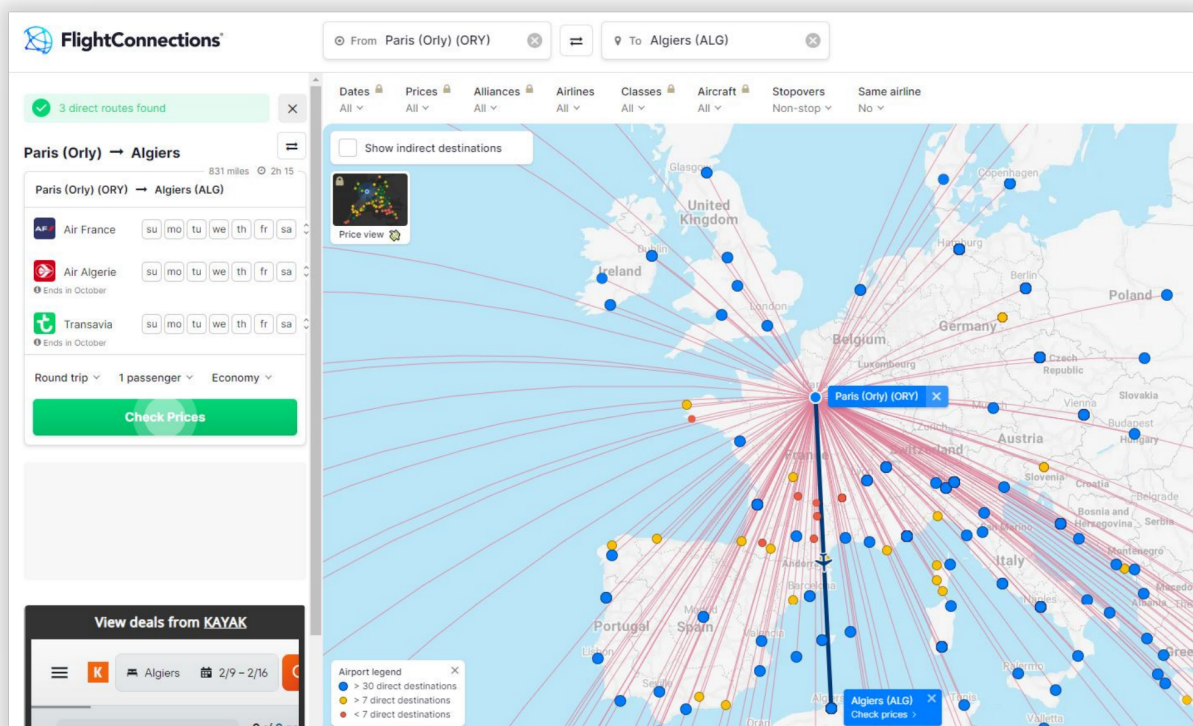 FlightConnections
From Paris (Orly) (ORY)
To Algiers (ALG)
3 direct routes found
Paris (Orly) → Algiers
831 miles 2h 15
Paris (Orly) (ORY) → Algiers (ALG)
AF
Air France su mo tu we th fr sa
Air Algerie su mo tu we th fr sa
Ends in October
Transavia su mo tu we th fr sa
Ends in October
Round trip 1 passenger Economy
Check Prices
View deals from KAYAK
K Algiers 2/9 – 2/16
Dates Prices Alliances Airlines Classes Aircraft Stopovers Same airline
All All All All All All Non-stop No
Show indirect destinations
Price view
Glasgow
Copenhagen
United
Kingdom
Dublin
Hamburg
Ireland
Berlin
Poland
London
Germany
Belgium
Luxembourg
Czech
Republic
Paris (Orly) (ORY)
Munich
Vienna
Slovakia
Zurich
Budapest
Austria
Hungary
France
Switzerland
Slovenia
Croatia
Belgrade
Bosnia and
Herzegovina
Serbia
San Marino
Montenegro
Italy
Andorra
Barcelona
Naples
Albania
Madrid
Portugal
Spain
Valencia
Lisbon
Palermo
Seville
Tunis
Valletta
Oran
Airport legend
> 30 direct destinations
> 7 direct destinations
< 7 direct destinations
Algiers (ALG)
Check prices >